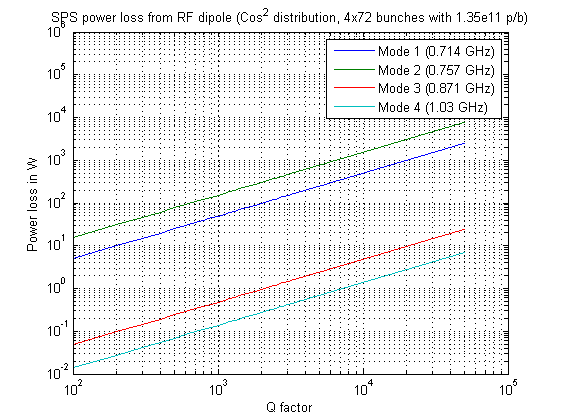 SPS power loss from RF dipole (Cos² distribution, 4x72 bunches with 1.35e11 p/b)
10⁶
Mode 1 (0.714 GHz)
Mode 2 (0.757 GHz)
Mode 3 (0.871 GHz)
Mode 4 (1.03 GHz)
10⁵
10⁴
10³
10²
10¹
10⁰
10⁻¹
10⁻²
Power loss in W
10²
10³
10⁴
10⁵
Q factor